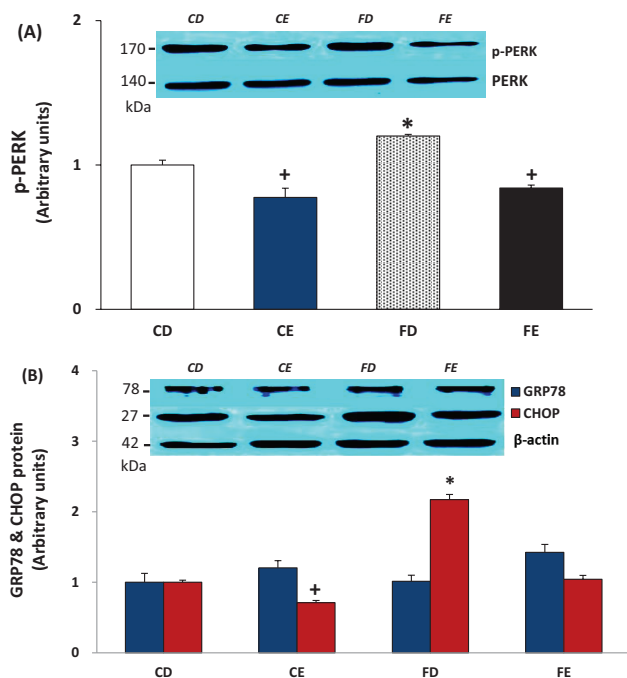 (A)
2
CD CE FD FE
170 p-PERK
140 PERK
kDa
*
+ +
1
p-PERK
(Arbitrary units)
0
CD CE FD FE
(B)
4
CD CE FD FE
78 GRP78
27 CHOP
42 β-actin
kDa
3
*
2
+
1
GRP78 & CHOP protein
(Arbitrary units)
0
CD CE FD FE